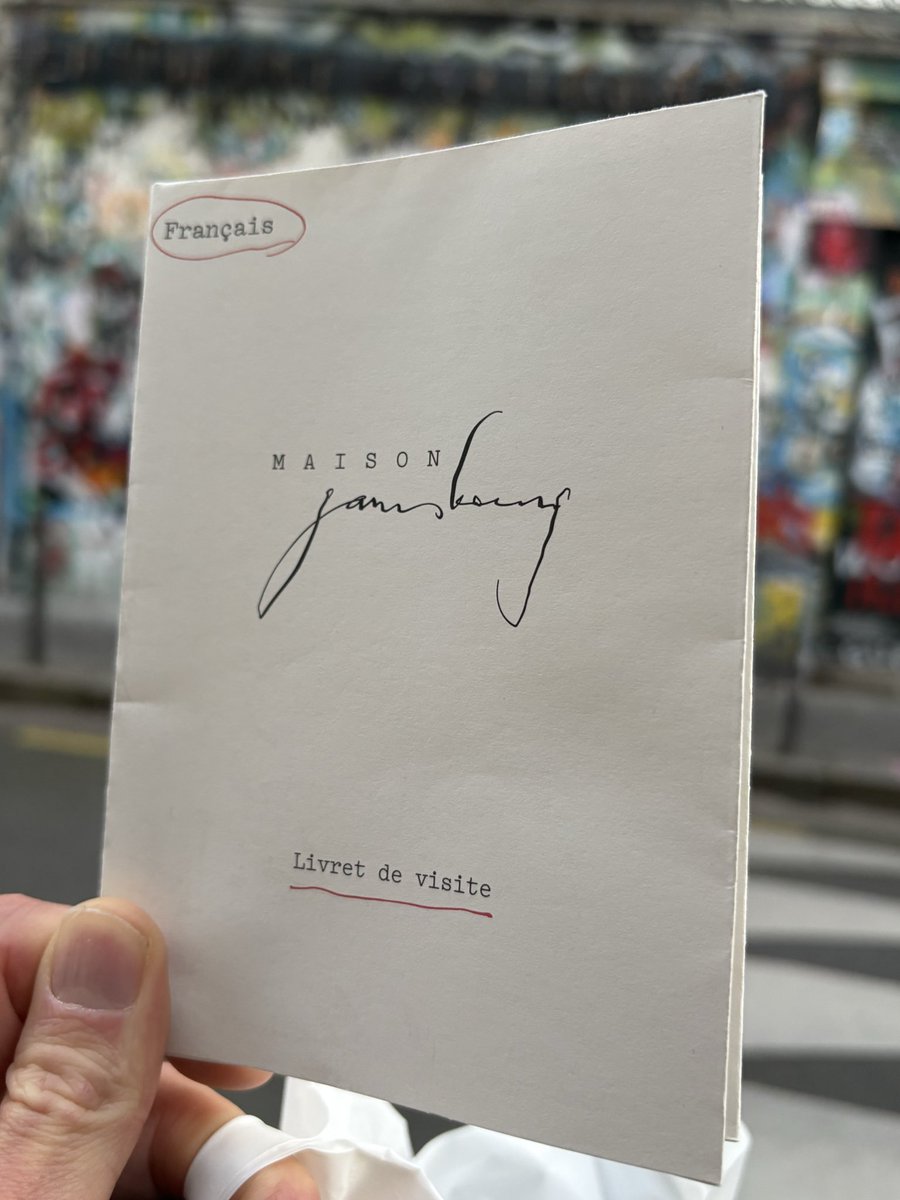 Français
MAISON
gainsbourg
Livret de visite